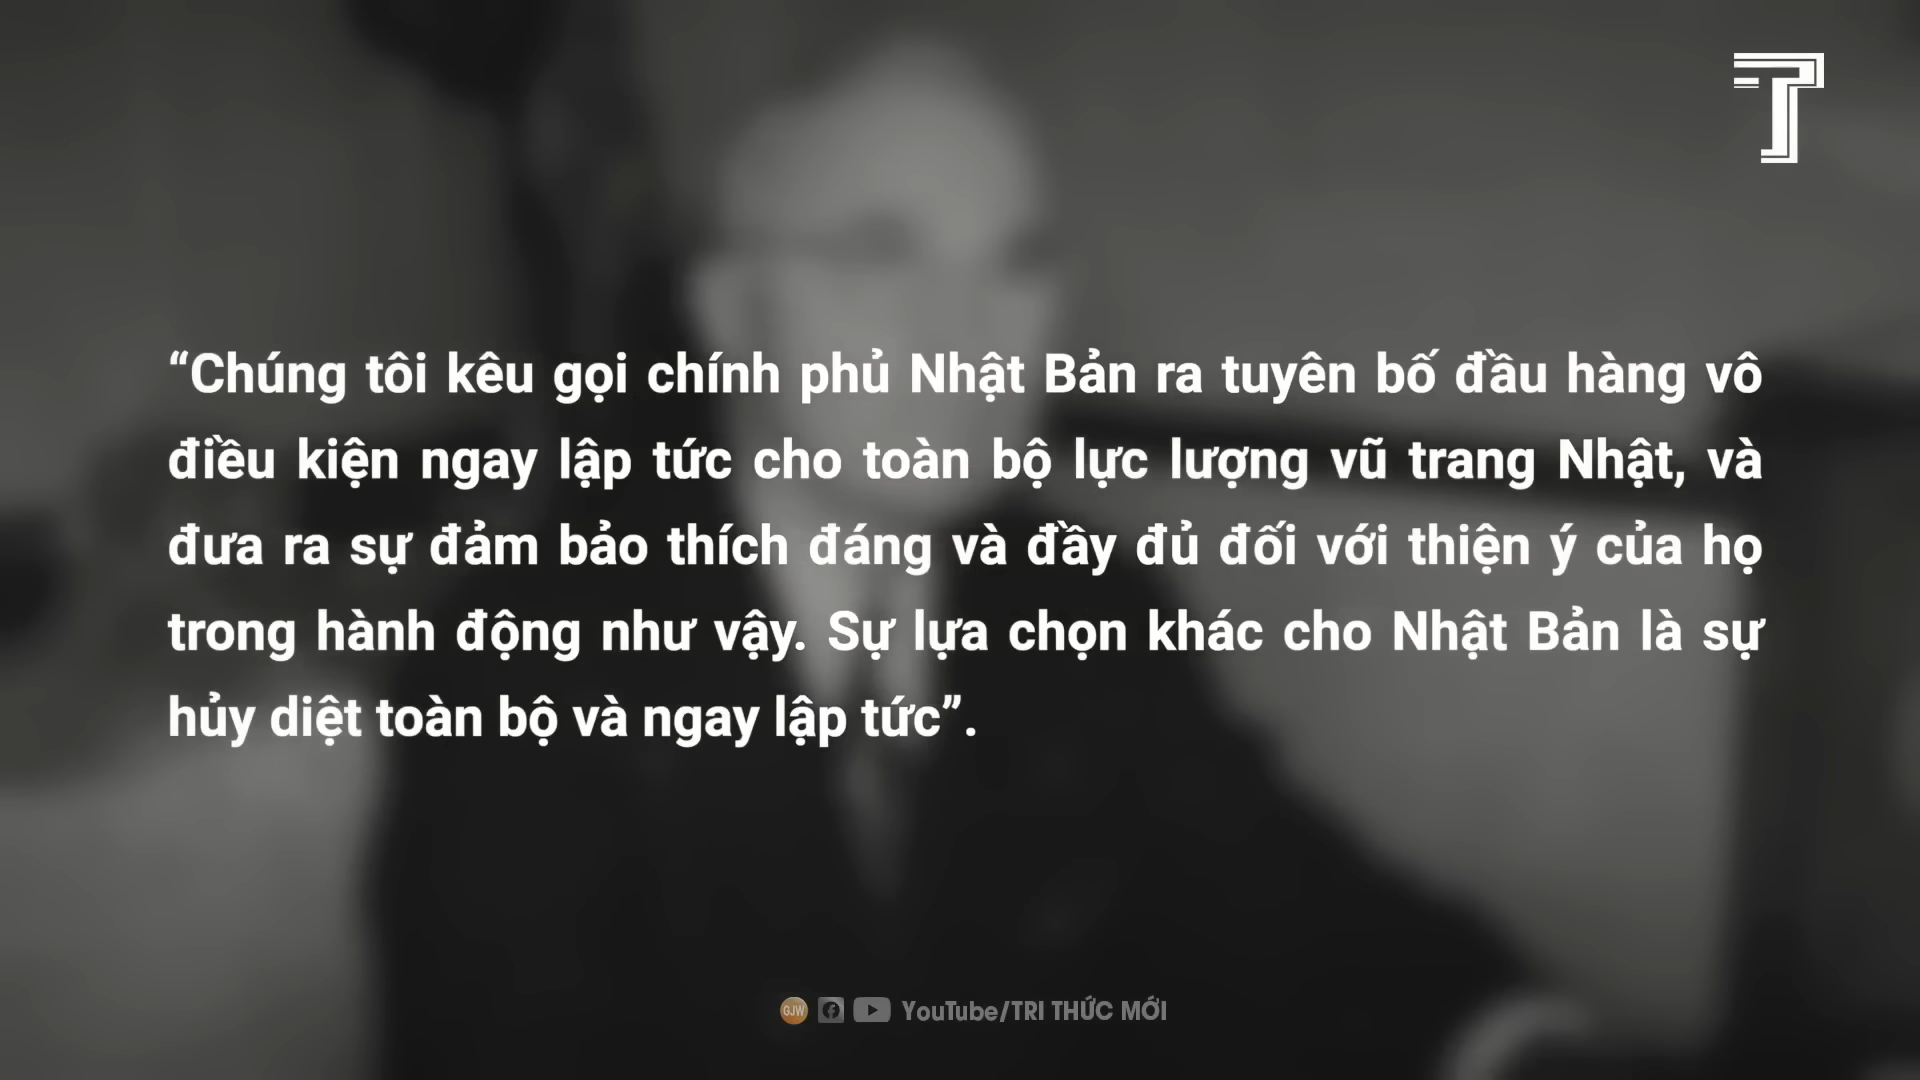 “Chúng tôi kêu gọi chính phủ Nhật Bản ra tuyên bố đầu hàng vô
điều kiện ngay lập tức cho toàn bộ lực lượng vũ trang Nhật, và
đưa ra sự đảm bảo thích đáng và đầy đủ đối với thiện ý của họ
trong hành động như vậy. Sự lựa chọn khác cho Nhật Bản là sự
hủy diệt toàn bộ và ngay lập tức”.
GJW YouTube/TRI THỨC MỚI